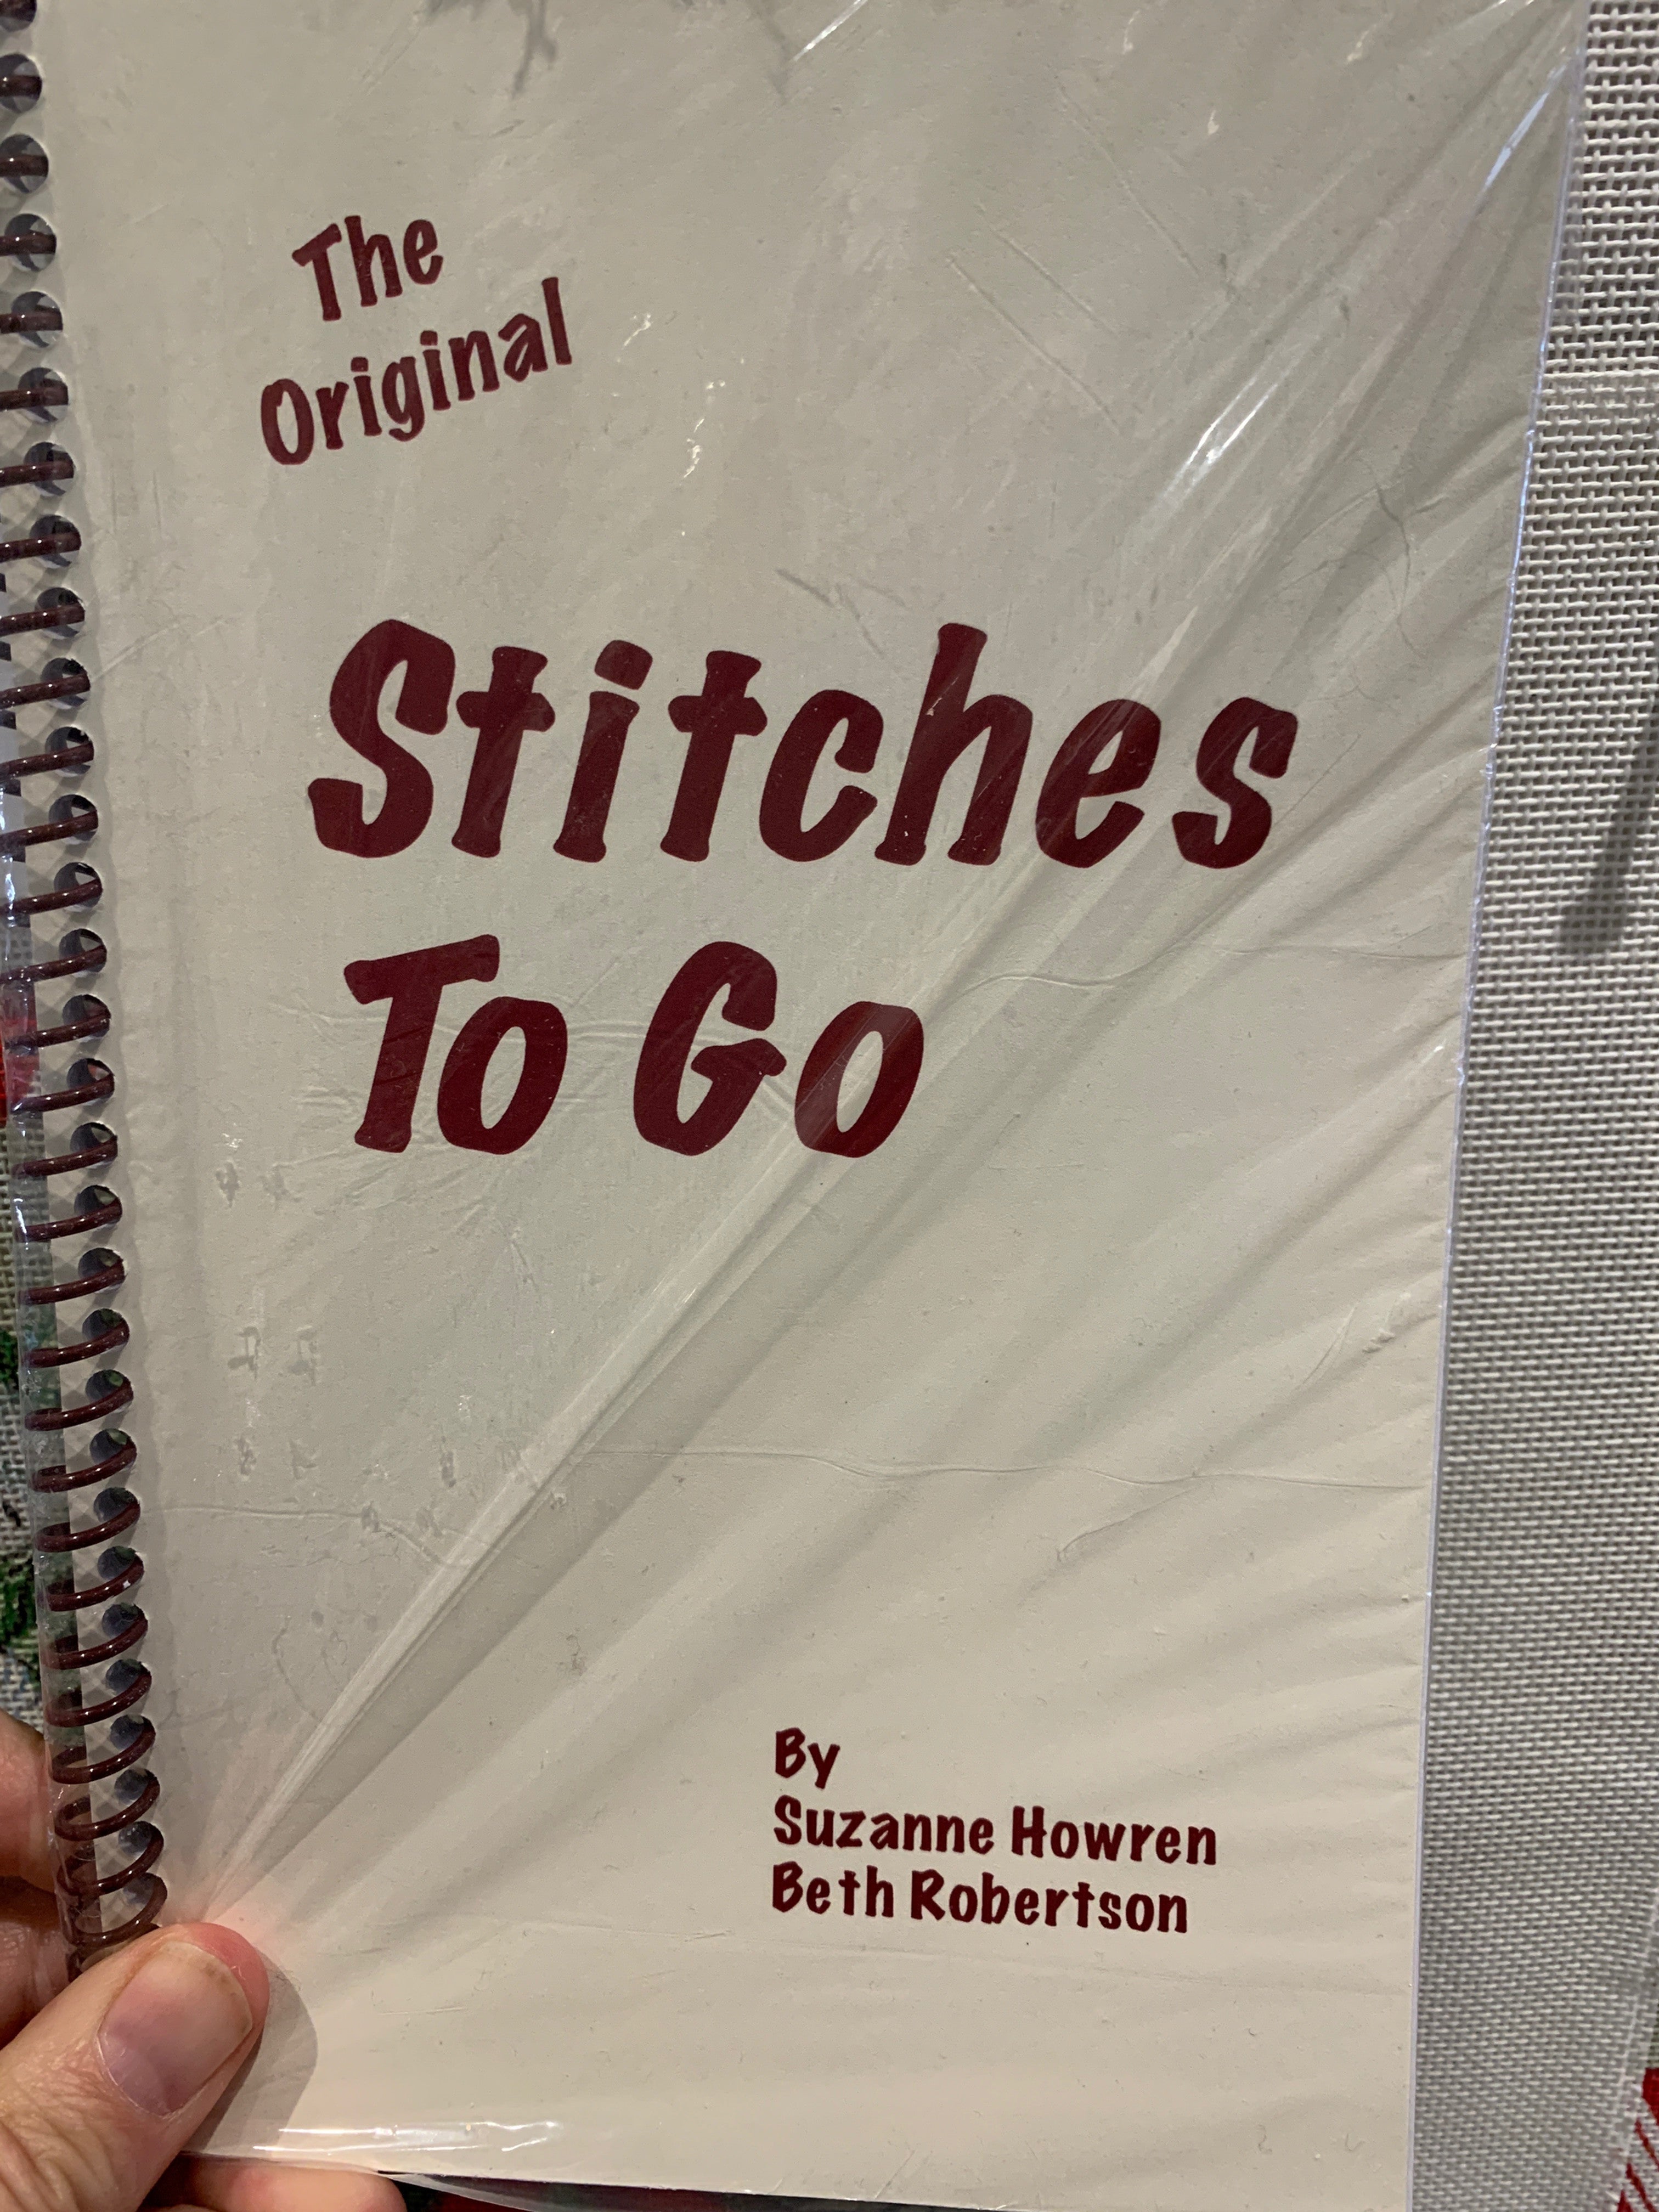 The
Original
Stitches
To Go
By
Suzanne Howren
Beth Robertson